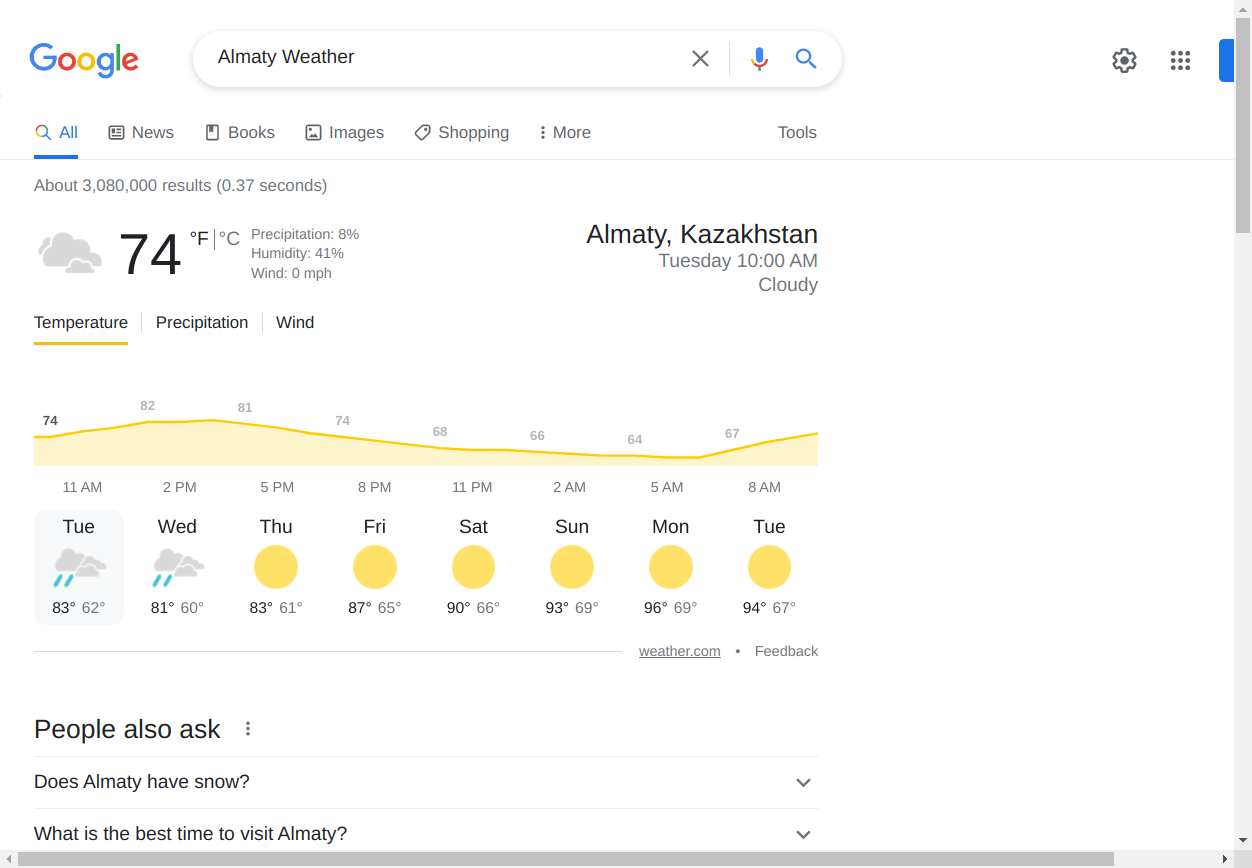 Google
Almaty Weather
All
News
Books
Images
Shopping
More
Tools
About 3,080,000 results (0.37 seconds)
74 °F | °C
Precipitation: 8%
Humidity: 41%
Wind: 0 mph
Almaty, Kazakhstan
Tuesday 10:00 AM
Cloudy
Temperature
Precipitation
Wind
74 82 81 74 68 66 64 67
11 AM 2 PM 5 PM 8 PM 11 PM 2 AM 5 AM 8 AM
Tue Wed Thu Fri Sat Sun Mon Tue
83° 62° 81° 60° 83° 61° 87° 65° 90° 66° 93° 69° 96° 69° 94° 67°
weather.com • Feedback
People also ask
Does Almaty have snow?
What is the best time to visit Almaty?